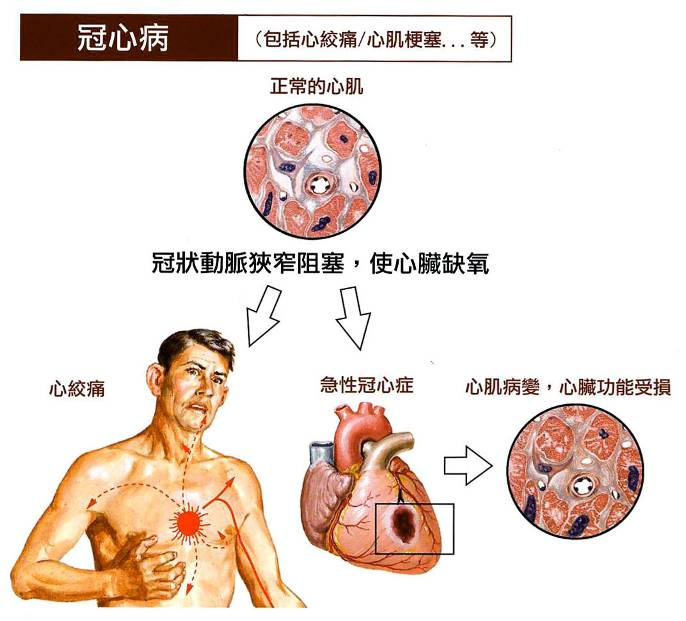 冠心病
(包括心絞痛/心肌梗塞...等)
正常的心肌
冠狀動脈狹窄阻塞，使心臟缺氧
心絞痛
急性冠心症
心肌病變，心臟功能受損